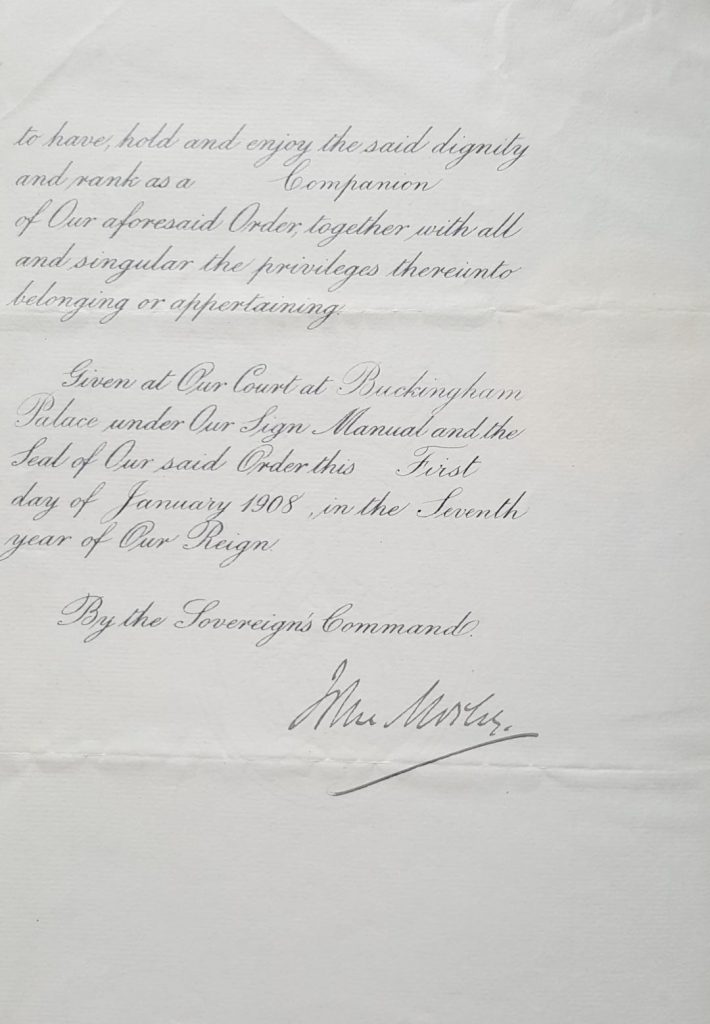 to have, hold and enjoy the said dignity
and rank as a Companion
of Our aforesaid Order, together with all
and singular the privileges thereunto
belonging or appertaining.
Given at Our Court at Buckingham
Palace under Our Sign Manual and the
Seal of Our said Order this First
day of January 1908, in the Seventh
year of Our Reign.
By the Sovereign's Command.
John Morley.